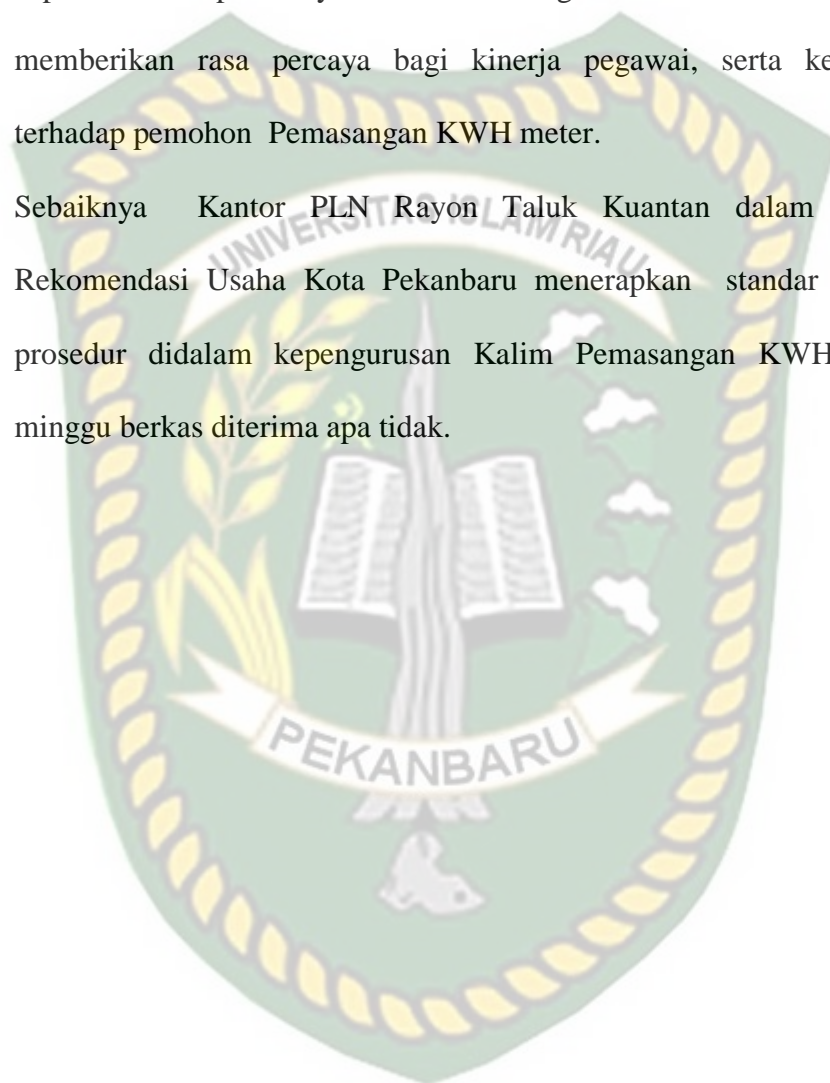 memberikan rasa percaya bagi kinerja pegawai, serta ke
terhadap pemohon Pemasangan KWH meter.
Sebaiknya Kantor PLN Rayon Taluk Kuantan dalam
UNIVERSITAS ISLAM RIAU
Rekomendasi Usaha Kota Pekanbaru menerapkan standar
prosedur didalam kepengurusan Kalim Pemasangan KWH
minggu berkas diterima apa tidak.
PEKANBARU